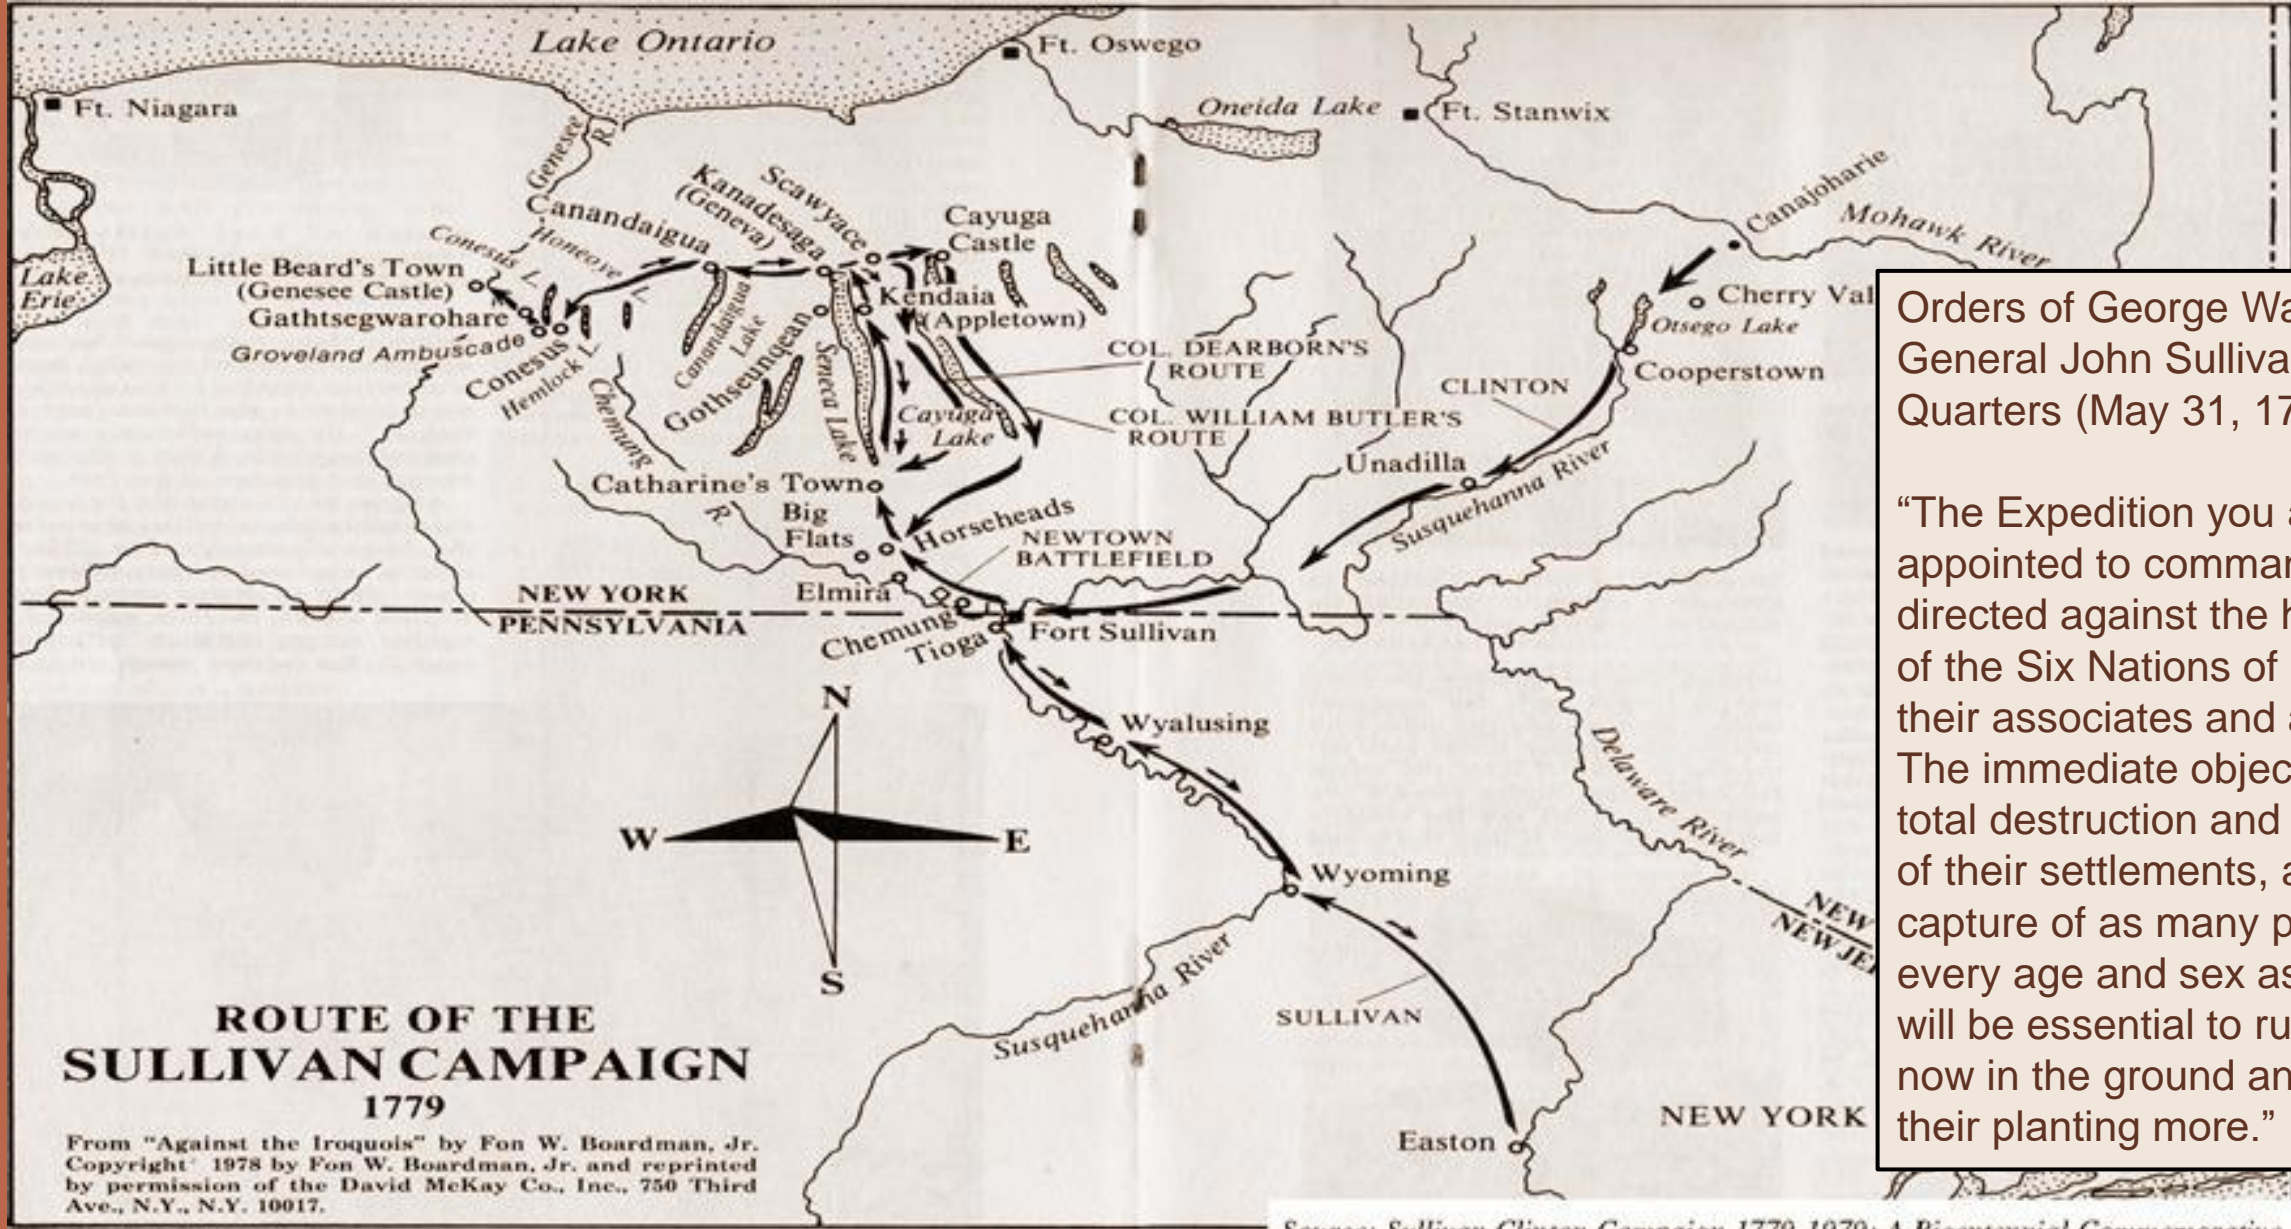 Lake Ontario
Ft. Oswego
Ft. Niagara
Oneida Lake
Ft. Stanwix
Genesee
R.
Canandaigua
Kanadesaga
(Geneva)
Scawyace
Cayuga
Castle
Canajoharie
Mohawk River
Conesus L.
Honeoye L.
Lake
Erie
Little Beard's Town
(Genesee Castle)
Gathtsegwarohare
Groveland Ambuscade
Conesus
Hemlock L.
Canandaigua
Lake
Kendaia
(Appletown)
Gothseunqean
Seneca Lake
Cayuga
Lake
COL. DEARBORN'S
ROUTE
COL. WILLIAM BUTLER'S
ROUTE
CLINTON
Cherry Val
Otsego Lake
Cooperstown
Unadilla
Susquehanna River
Chemung
R.
Catharine's Town
Big
Flats
Horseheads
NEWTOWN
BATTLEFIELD
Elmira
NEW YORK
PENNSYLVANIA
Chemung
Tioga
Fort Sullivan
Wyalusing
Wyoming
Delaware River
N
W
E
S
Susquehanna River
SULLIVAN
Easton
NEW YORK
NEW
NEW JE
ROUTE OF THE
SULLIVAN CAMPAIGN
1779
From "Against the Iroquois" by Fon W. Boardman, Jr.
Copyright 1978 by Fon W. Boardman, Jr. and reprinted
by permission of the David McKay Co., Inc., 750 Third
Ave., N.Y., N.Y. 10017.
Orders of George Wa
General John Sulliva
Quarters (May 31, 17
“The Expedition you a
appointed to comman
directed against the h
of the Six Nations of
their associates and a
The immediate objec
total destruction and
of their settlements, a
capture of as many p
every age and sex as
will be essential to ru
now in the ground an
their planting more.”